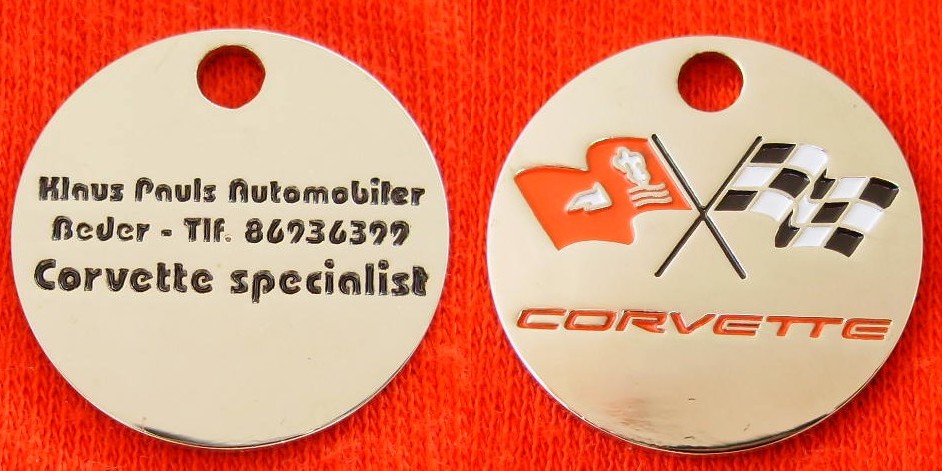 Klaus Pauls Automobiler
Beder - Tlf. 86936399
Corvette specialist
CORVETTE